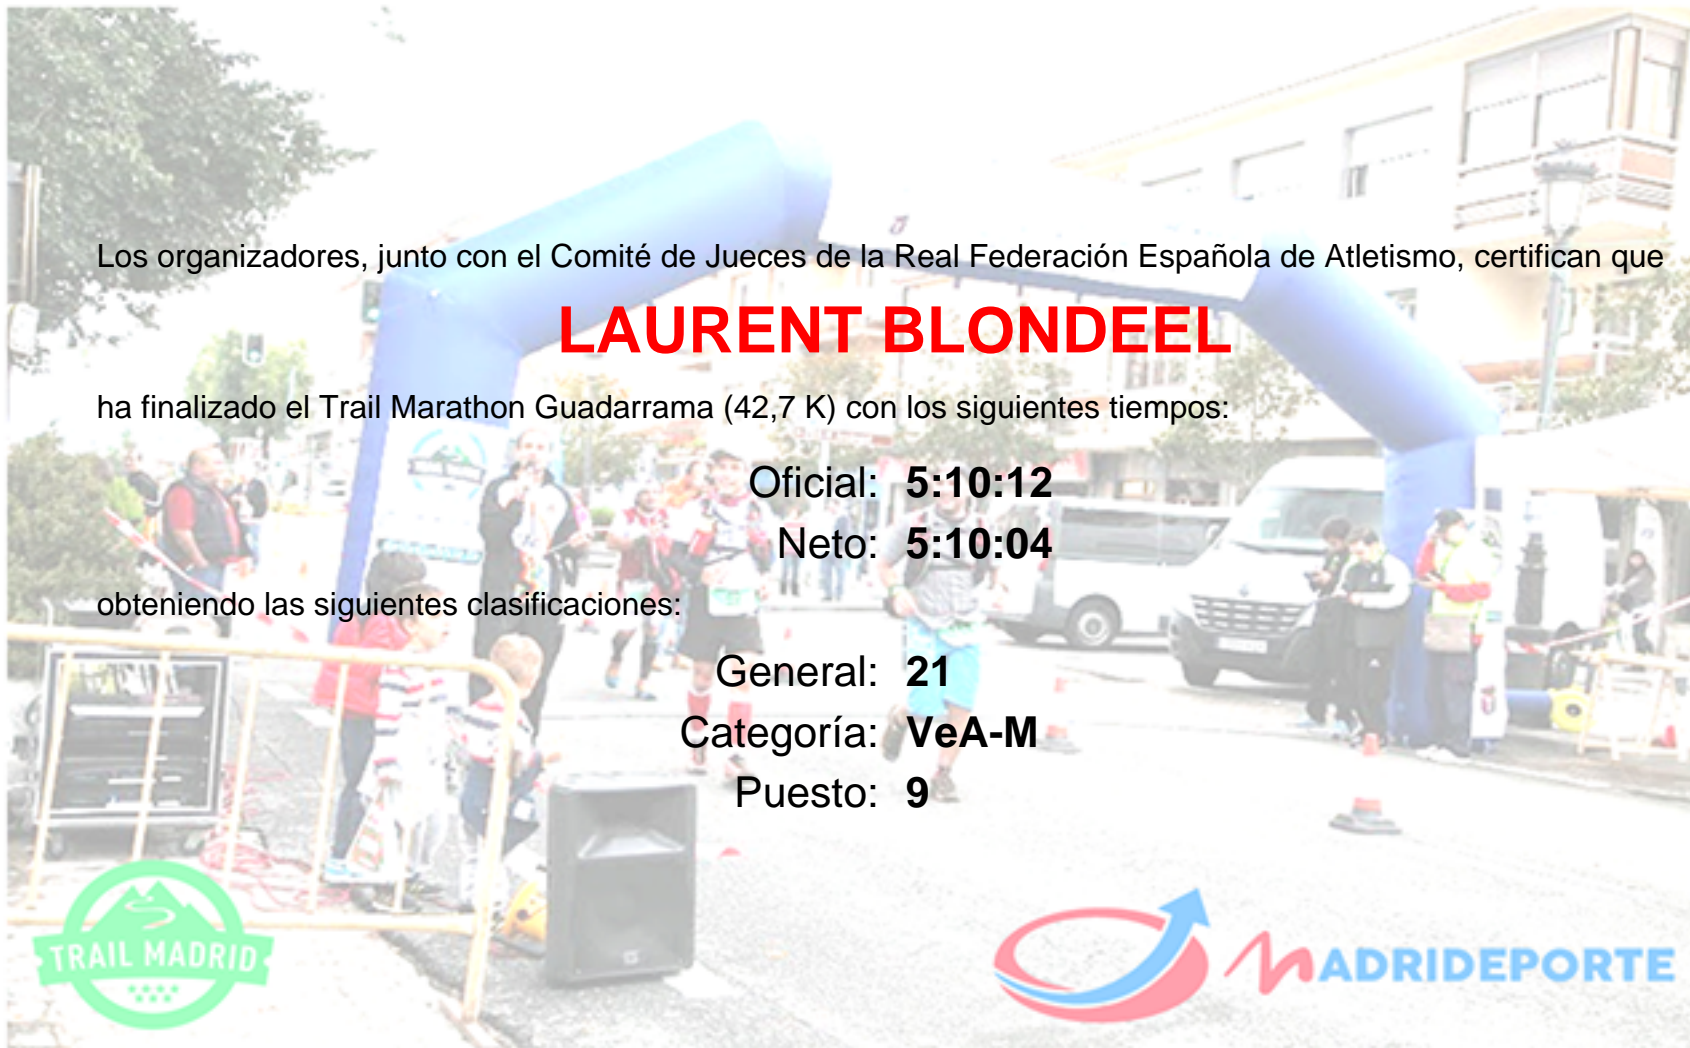 Los organizadores, junto con el Comité de Jueces de la Real Federación Española de Atletismo, certifican que
LAURENT BLONDEEL
ha finalizado el Trail Marathon Guadarrama (42,7 K) con los siguientes tiempos:
Oficial: 5:10:12
Neto: 5:10:04
obteniendo las siguientes clasificaciones:
General: 21
Categoría: VeA-M
Puesto: 9
TRAIL MADRID
MADRIDEPORTE